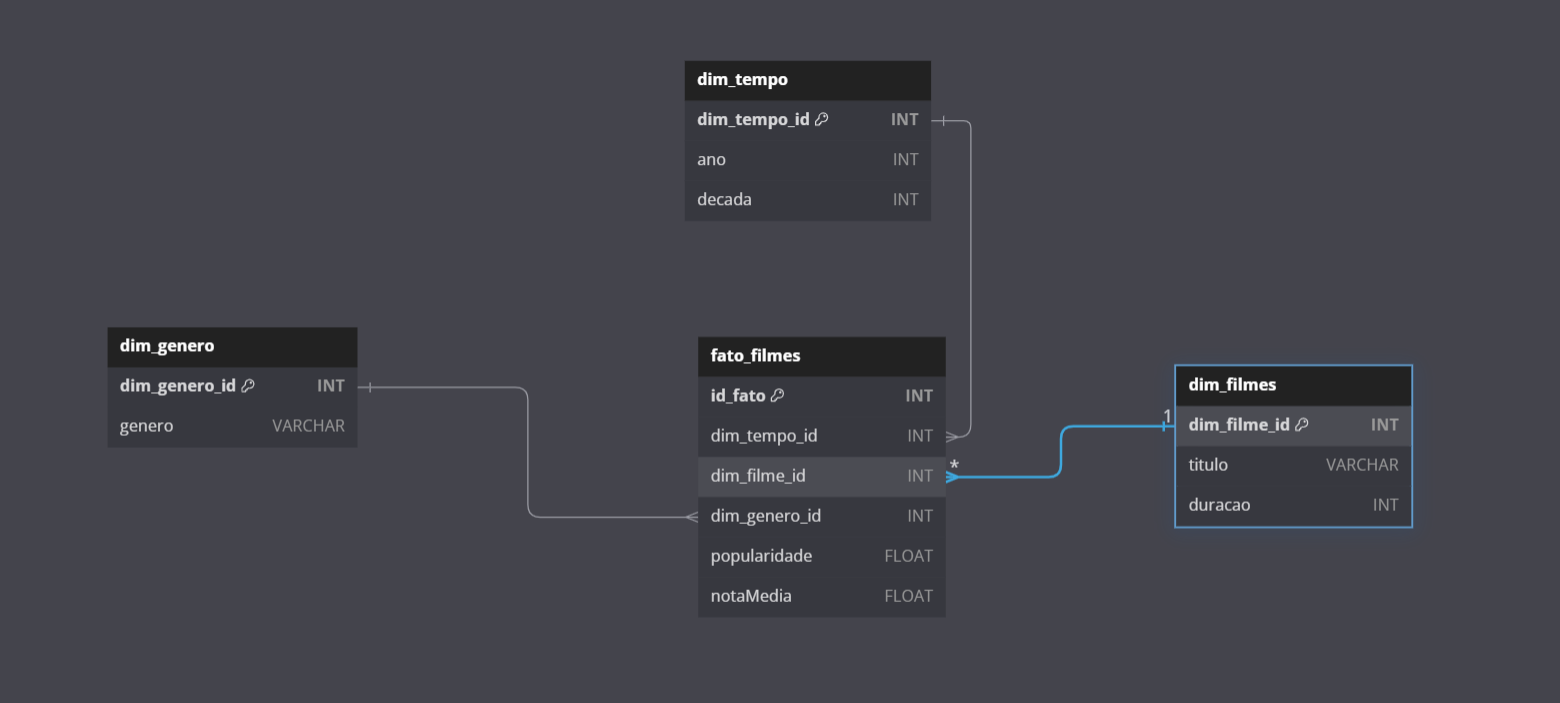 dim_tempo
dim_tempo_id INT
ano INT
decada INT
dim_genero
dim_genero_id INT
genero VARCHAR
fato_filmes
id_fato INT
dim_tempo_id INT
dim_filme_id INT
dim_genero_id INT
popularidade FLOAT
notaMedia FLOAT
*
1
dim_filmes
dim_filme_id INT
titulo VARCHAR
duracao INT